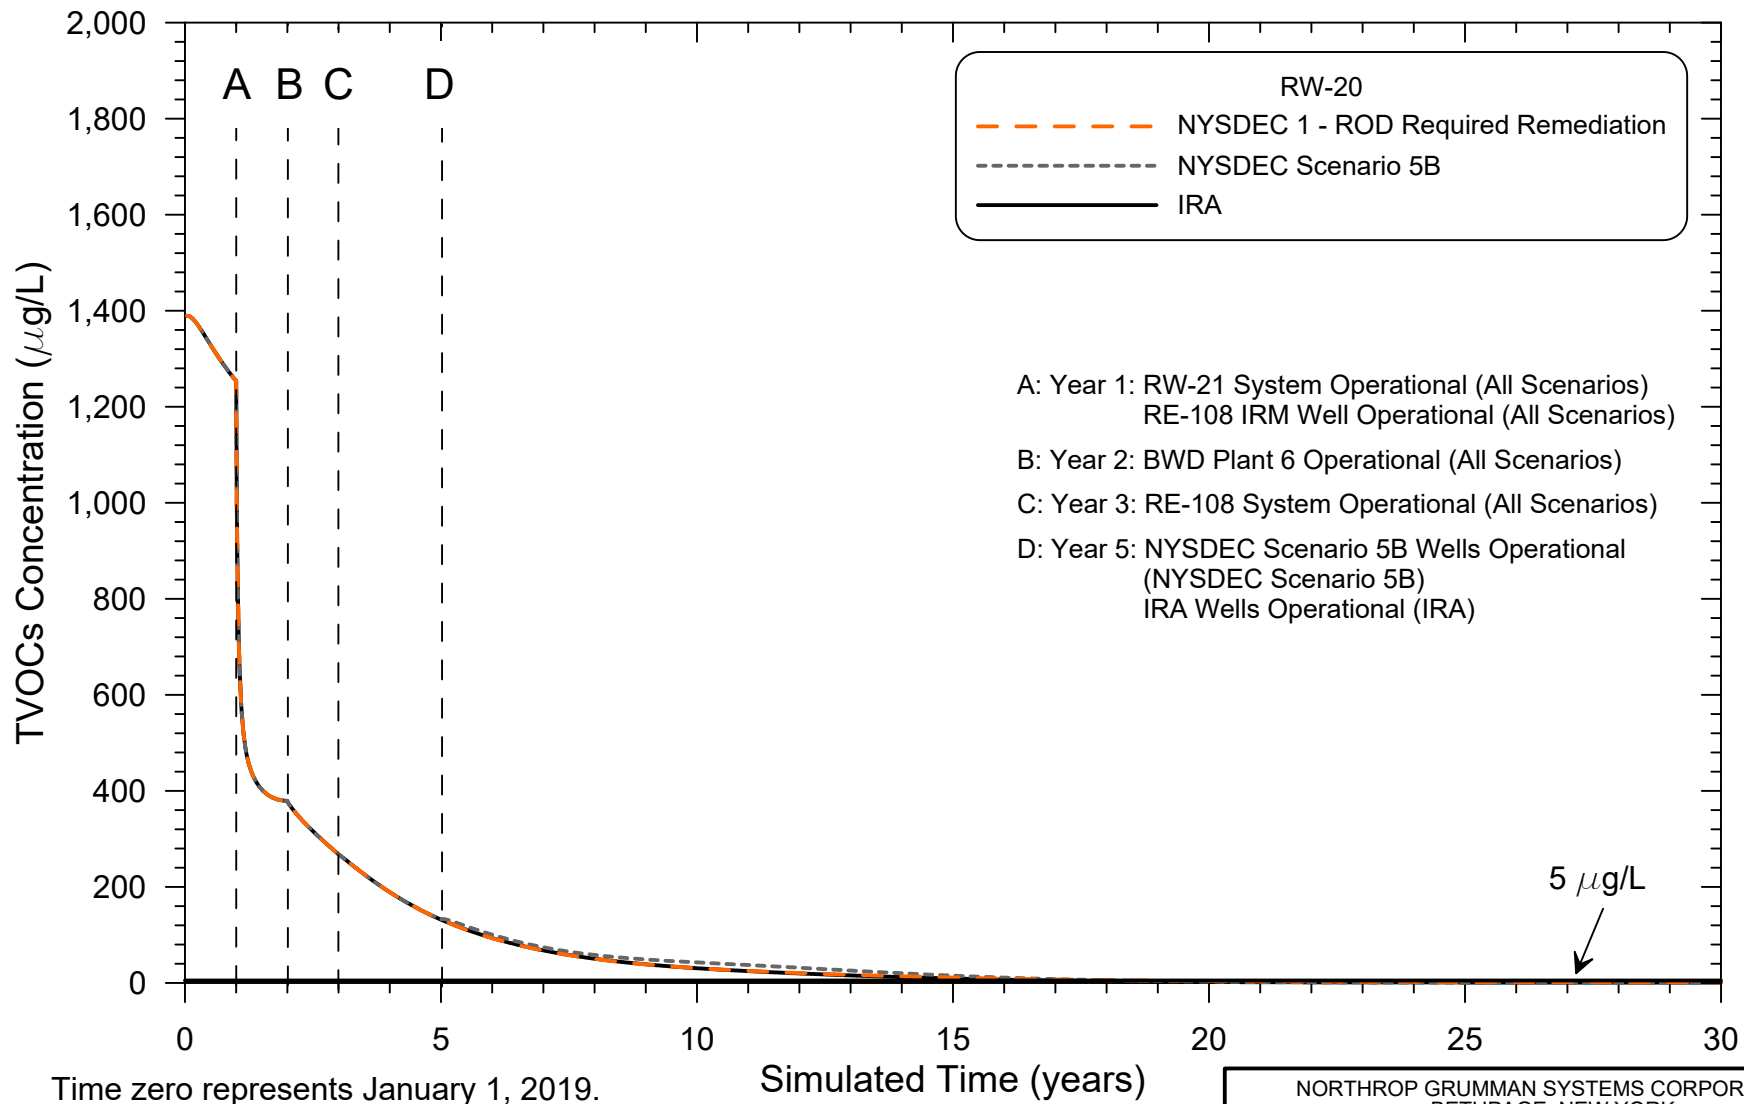 2,000
1,800
1,600
1,400
1,200
1,000
800
600
400
200
0
TVOCs Concentration (μg/L)
A B C D
RW-20
NYSDEC 1 - ROD Required Remediation
NYSDEC Scenario 5B
IRA
A: Year 1: RW-21 System Operational (All Scenarios)
RE-108 IRM Well Operational (All Scenarios)
B: Year 2: BWD Plant 6 Operational (All Scenarios)
C: Year 3: RE-108 System Operational (All Scenarios)
D: Year 5: NYSDEC Scenario 5B Wells Operational
(NYSDEC Scenario 5B)
IRA Wells Operational (IRA)
5 μg/L
0 5 10 15 20 25 30
Simulated Time (years)
Time zero represents January 1, 2019.
NORTHROP GRUMMAN SYSTEMS CORPOR